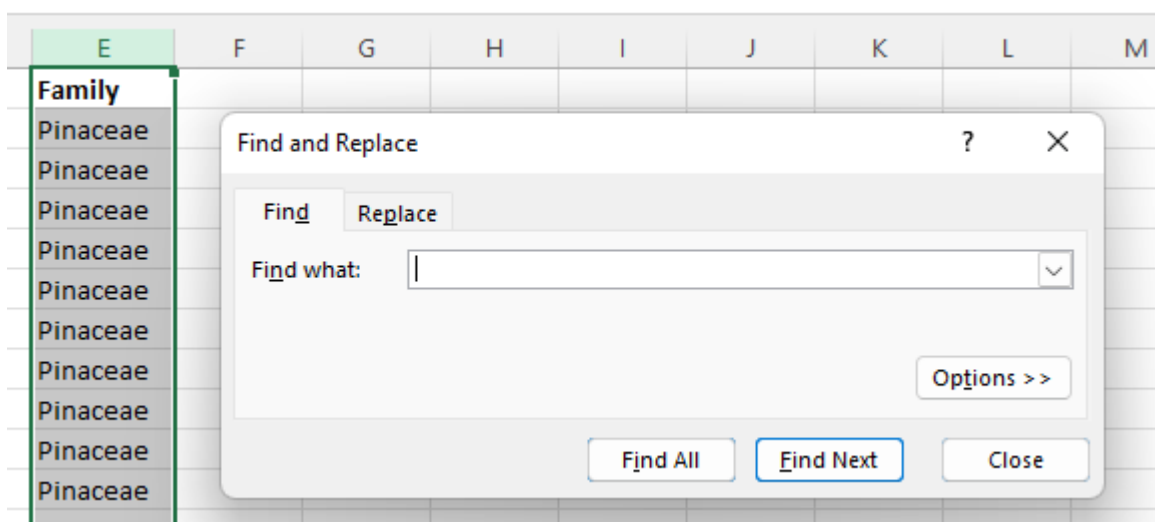 E F G H I J K L M
Family
Pinaceae
Pinaceae
Pinaceae
Pinaceae
Pinaceae
Pinaceae
Pinaceae
Pinaceae
Pinaceae
Pinaceae
Find and Replace ?
Find Replace
Find what:
Options >>
Find All Find Next Close